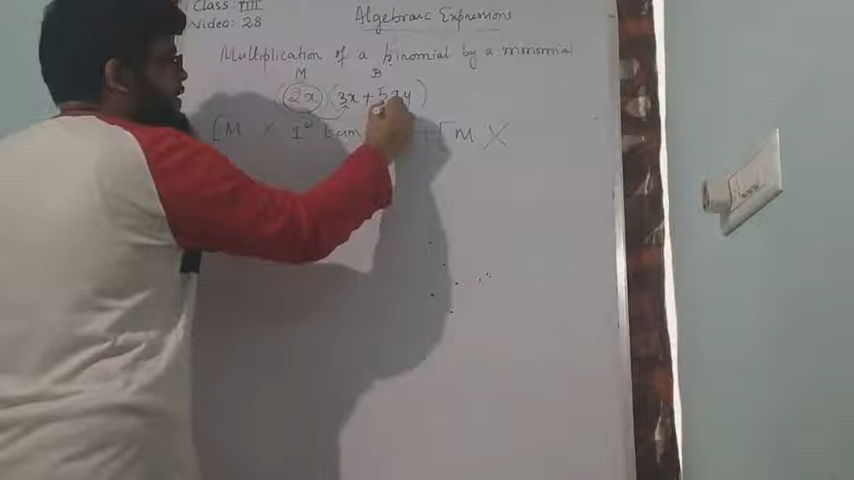 Class: VIII
Video: 28
Algebraic Expressions
Multiplication of a binomial by a monomial
M B
2x (3x + 5xy)
[M × 1st term + [M ×